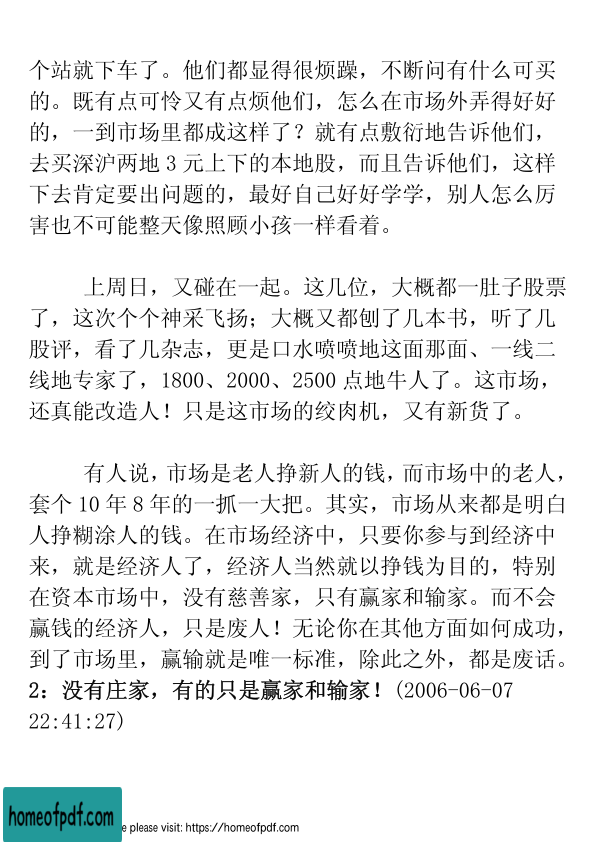 个站就下车了。他们都显得很烦躁，不断问有什么可买
的。既有点可怜又有点烦他们，怎么在市场外弄得好好
的，一到市场里都成这样了？就有点敷衍地告诉他们，
去买深沪两地 3 元上下的本地股，而且告诉他们，这样
下去肯定要出问题的，最好自己好好学学，别人怎么厉
害也不可能整天像照顾小孩一样看着。
上周日，又碰在一起。这几位，大概都一肚子股票
了，这次个个神采飞扬；大概又都刨了几本书，听了几
股评，看了几杂志，更是口水喷喷地这面那面、一线二
线地专家了，1800、2000、2500 点地牛人了。这市场，
还真能改造人！只是这市场的绞肉机，又有新货了。
有人说，市场是老人挣新人的钱，而市场中的老人，
套个 10 年 8 年的一抓一大把。其实，市场从来都是明白
人挣糊涂人的钱。在市场经济中，只要你参与到经济中
来，就是经济人了，经济人当然就以挣钱为目的，特别
在资本市场中，没有慈善家，只有赢家和输家。而不会
赢钱的经济人，只是废人！无论你在其他方面如何成功，
到了市场里，赢输就是唯一标准，除此之外，都是废话。
2：没有庄家，有的只是赢家和输家！(2006-06-07
22:41:27)
homeofpdf.com
e please visit: https://homeofpdf.com